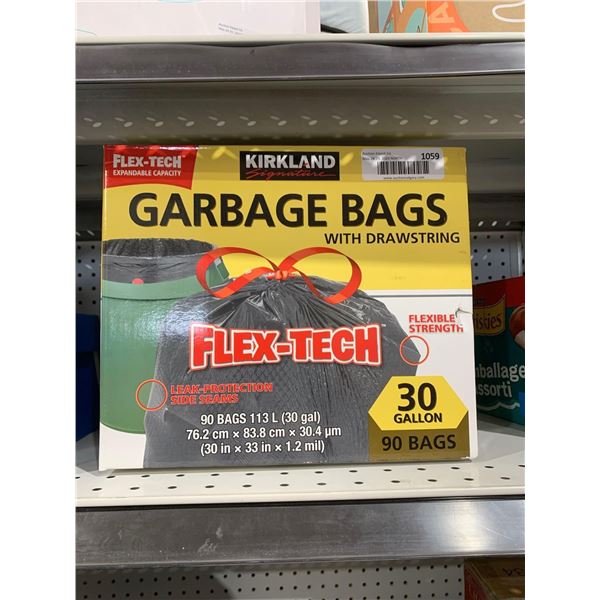 FLEX-TECH
EXPANDABLE CAPACITY
KIRKLAND
Signature
1059
GARBAGE BAGS
WITH DRAWSTRING
FLEXIBLE
STRENGTH
FLEX-TECH
LEAK-PROTECTION
SIDE SEAMS
90 BAGS 113 L (30 gal)
76.2 cm × 83.8 cm × 30.4 µm
(30 in × 33 in × 1.2 mil)
30
GALLON
90 BAGS